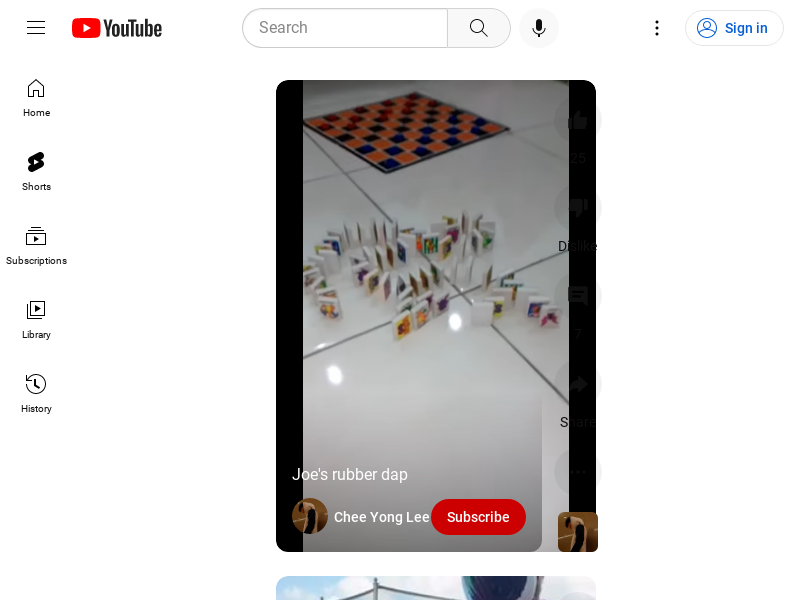 YouTube
Search
Sign in
Home
Shorts
Subscriptions
Library
History
25
Dislike
7
Share
Joe's rubber dap
Chee Yong Lee
Subscribe